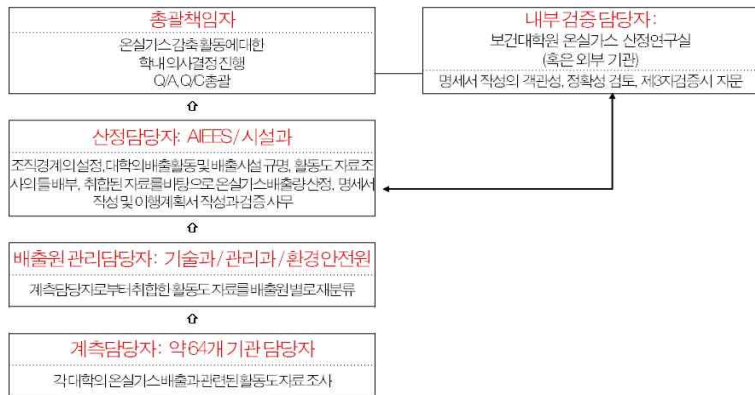 총괄책임자
온실가스 감축 활동에 대한
학내 의사결정 진행
Q/A, Q/C 총괄
내부 검증 담당자:
보건대학원 온실가스 산정연구실
(혹은 외부 기관)
명세서 작성의 객관성, 정확성 검토, 제3자검증시 자문
산정담당자: AIEES/시설과
조직경계의 설정, 대학의 배출활동 및 배출시설 규명, 활동도 자료 조
사의 틀 배부, 취합된 자료를 바탕으로 온실가스 배출량 산정, 명세서
작성 및 이행계획서 작성과 검증 사무
배출원 관리담당자: 기술과/관리과/환경안전원
계측담당자로부터 취합한 활동도 자료를 배출원 별로 재분류
계측담당자: 약 64개 기관 담당자
각 대학의 온실가스 배출과 관련된 활동도 자료 조사